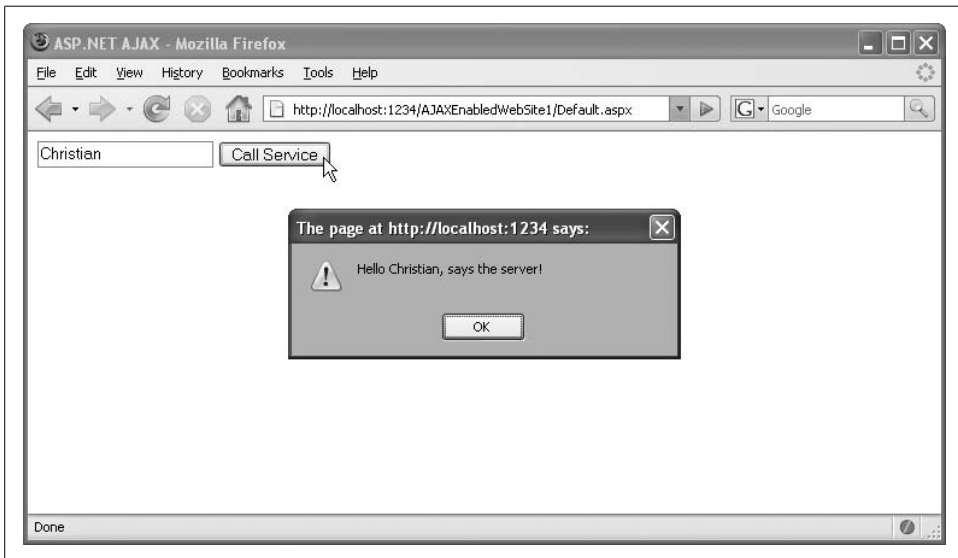 ASP.NET AJAX - Mozilla Firefox
File Edit View History Bookmarks Tools Help
http://localhost:1234/AJAXEnabledWebSite1/Default.aspx
G Google
Christian Call Service
The page at http://localhost:1234 says:
Hello Christian, says the server!
OK
Done